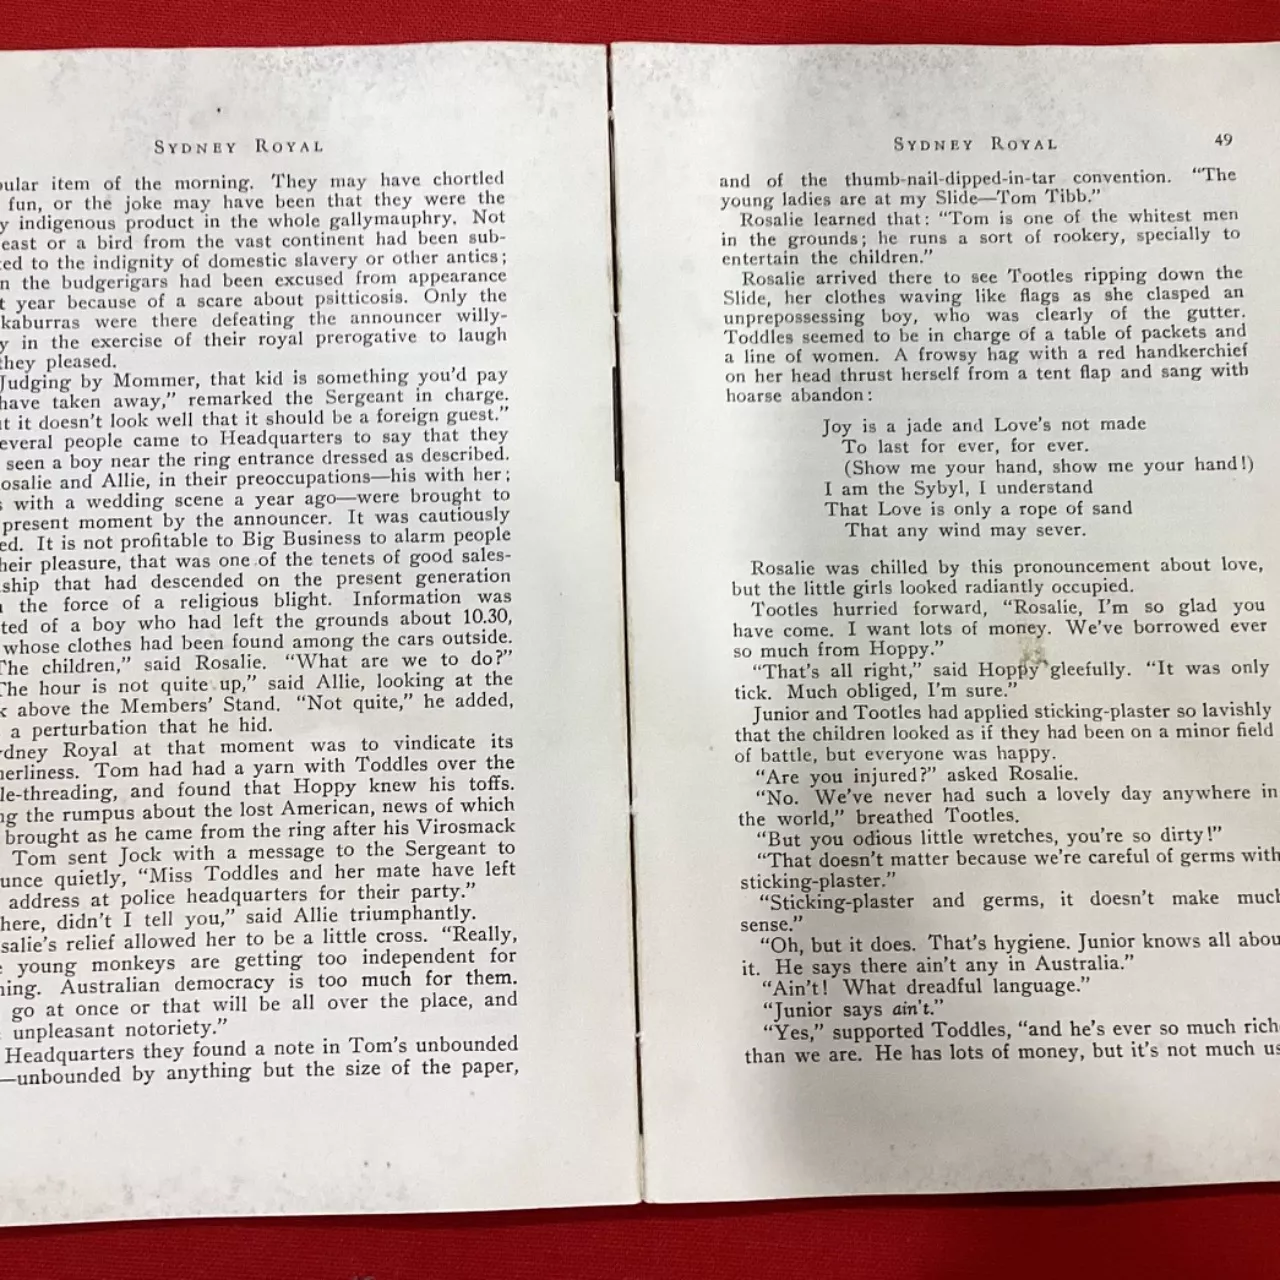 SYDNEY ROYAL
item of the morning. They may have chortled
fun, or the joke may have been that they were the
indigenous product in the whole gallymauphry. Not
or a bird from the vast continent had been sub-
to the indignity of domestic slavery or other antics;
the budgerigars had been excused from appearance
year because of a scare about psitticosis. Only the
were there defeating the announcer willy-
in the exercise of their royal prerogative to laugh
they pleased.
Judging by Mommer, that kid is something you'd pay
have taken away,” remarked the Sergeant in charge.
it doesn't look well that it should be a foreign guest.”
several people came to Headquarters to say that they
seen a boy near the ring entrance dressed as described.
Rosalie and Allie, in their preoccupations—his with her;
with a wedding scene a year ago—were brought to
present moment by the announcer. It was cautiously
It is not profitable to Big Business to alarm people
their pleasure, that was one of the tenets of good sales-
ship that had descended on the present generation
the force of a religious blight. Information was
of a boy who had left the grounds about 10.30,
whose clothes had been found among the cars outside.
The children,” said Rosalie. “What are we to do?”
The hour is not quite up,” said Allie, looking at the
above the Members' Stand. “Not quite,” he added,
a perturbation that he hid.
Sydney Royal at that moment was to vindicate its
Tom had had a yarn with Toddles over the
threading, and found that Hoppy knew his toffs.
the rumpus about the lost American, news of which
brought as he came from the ring after his Virosmack
Tom sent Jock with a message to the Sergeant to
quietly, “Miss Toddles and her mate have left
address at police headquarters for their party.”
here, didn't I tell you,” said Allie triumphantly.
Rosalie's relief allowed her to be a little cross. “Really,
young monkeys are getting too independent for
Australian democracy is too much for them.
go at once or that will be all over the place, and
unpleasant notoriety.”
Headquarters they found a note in Tom's unbounded
—unbounded by anything but the size of the paper,
SYDNEY ROYAL 49
and of the thumb-nail-dipped-in-tar convention. “The
young ladies are at my Slide—Tom Tibb.”
Rosalie learned that: “Tom is one of the whitest men
in the grounds; he runs a sort of rookery, specially to
entertain the children.”
Rosalie arrived there to see Tootles ripping down the
Slide, her clothes waving like flags as she clasped an
unprepossessing boy, who was clearly of the gutter.
Toddles seemed to be in charge of a table of packets and
a line of women. A frowsy hag with a red handkerchief
on her head thrust herself from a tent flap and sang with
hoarse abandon:
Joy is a jade and Love's not made
To last for ever, for ever.
(Show me your hand, show me your hand!)
I am the Sybyl, I understand
That Love is only a rope of sand
That any wind may sever.
Rosalie was chilled by this pronouncement about love,
but the little girls looked radiantly occupied.
Tootles hurried forward, “Rosalie, I'm so glad you
have come. I want lots of money. We've borrowed ever
so much from Hoppy.”
“That's all right,” said Hoppy gleefully. “It was only
tick. Much obliged, I'm sure.”
Junior and Tootles had applied sticking-plaster so lavishly
that the children looked as if they had been on a minor field
of battle, but everyone was happy.
“Are you injured?” asked Rosalie.
“No. We've never had such a lovely day anywhere in
the world,” breathed Tootles.
“But you odious little wretches, you're so dirty!”
“That doesn't matter because we're careful of germs with
sticking-plaster.”
“Sticking-plaster and germs, it doesn't make much
sense.”
“Oh, but it does. That's hygiene. Junior knows all about
it. He says there ain't any in Australia.”
“Ain't! What dreadful language.”
“Junior says ain't.”
“Yes,” supported Toddles, “and he's ever so much
than we are. He has lots of money, but it's not much